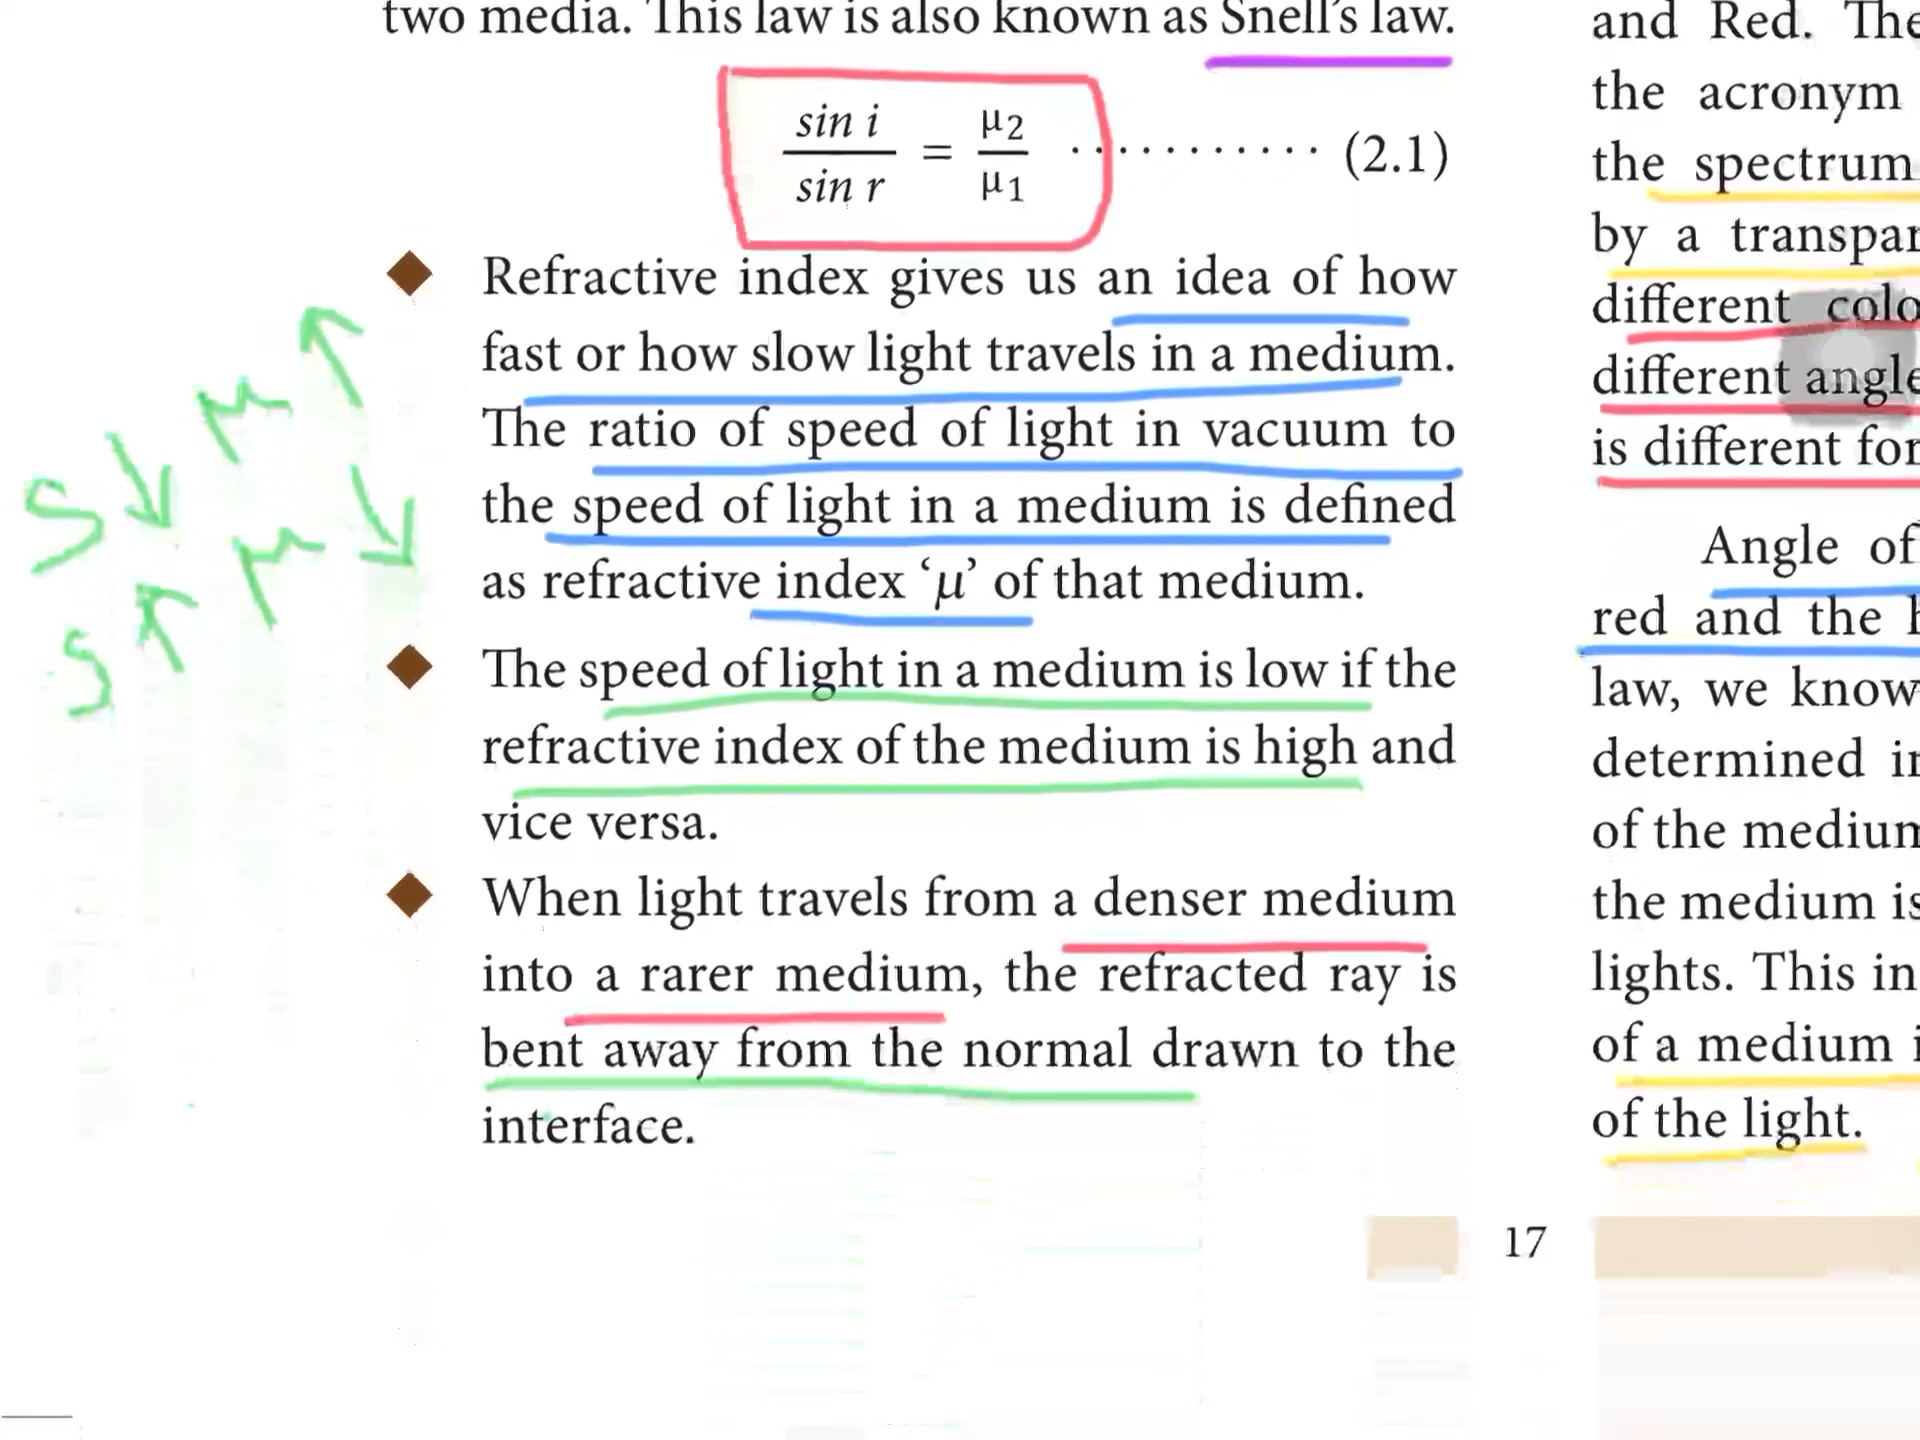 two media. This law is also known as Snell's law.
sin i / sin r = μ2 / μ1 ........... (2.1)
Refractive index gives us an idea of how
fast or how slow light travels in a medium.
The ratio of speed of light in vacuum to
the speed of light in a medium is defined
as refractive index ‘μ’ of that medium.
The speed of light in a medium is low if the
refractive index of the medium is high and
vice versa.
When light travels from a denser medium
into a rarer medium, the refracted ray is
bent away from the normal drawn to the
interface.
S ↓ μ ↑
S ↑ μ ↓
and Red. The
the acronym
the spectrum
by a transpar
different colo
different angle
is different for
Angle of
red and the
law, we know
determined in
of the medium
the medium is
lights. This in
of a medium i
of the light.
17